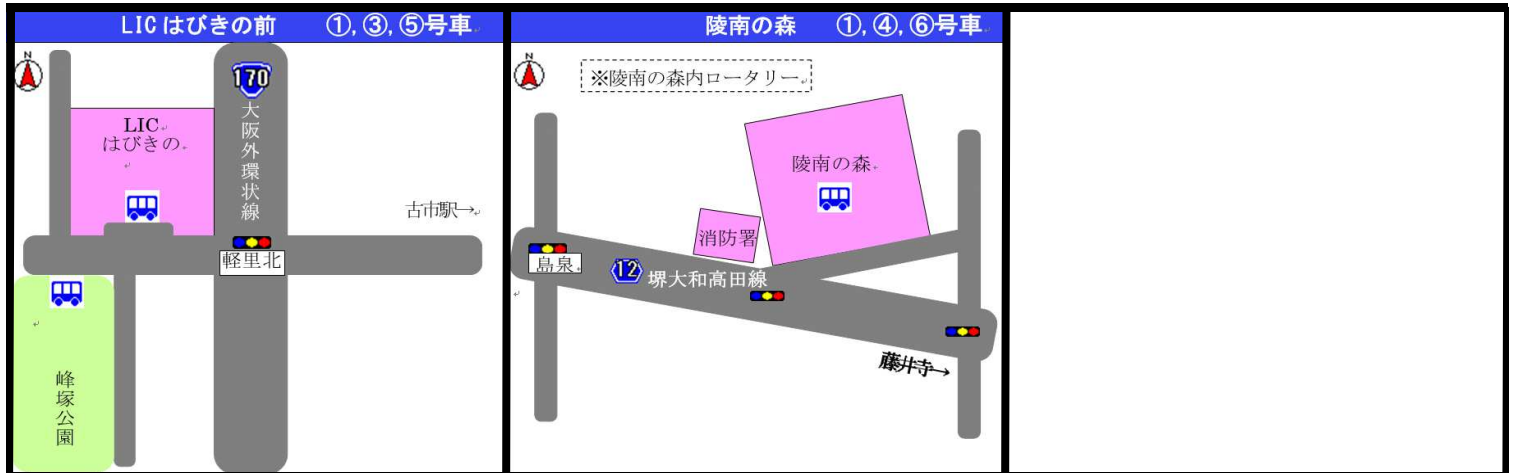 LICはびきの前 ①,③,⑤号車
N
170
大阪外環状線
LIC
はびきの
古市駅→
軽里北
峰塚公園
陵南の森 ①,④,⑥号車
N
※陵南の森内ロータリー
陵南の森
消防署
島泉
12
堺大和高田線
藤井寺→